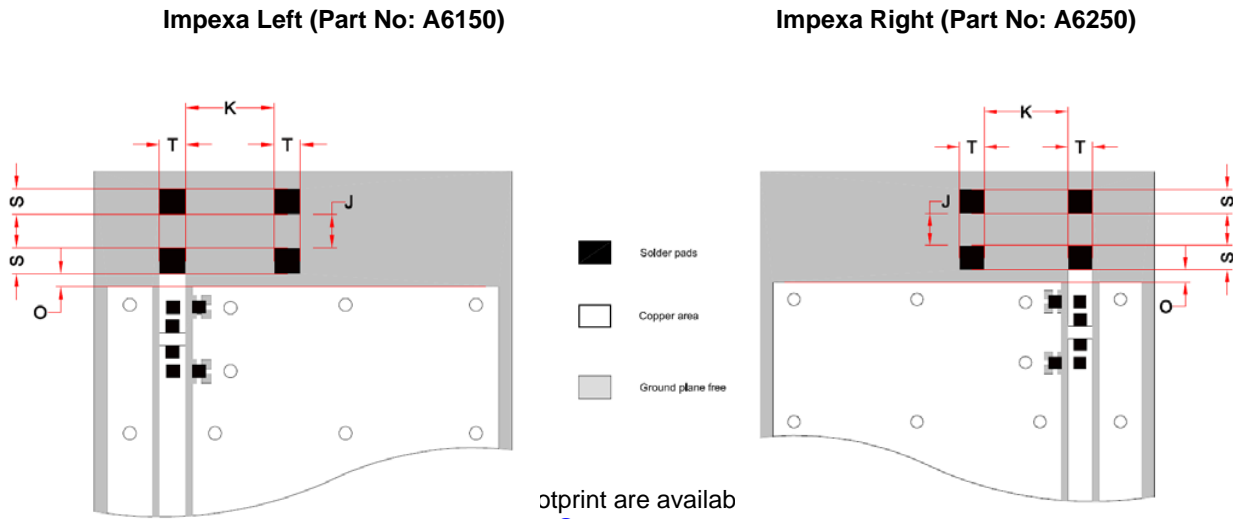 Impexa Left (Part No: A6150)
Impexa Right (Part No: A6250)
K
T
T
S
J
S
O
K
T
T
J
S
S
O
Solder pads
Copper area
Ground plane free
otprint are availab